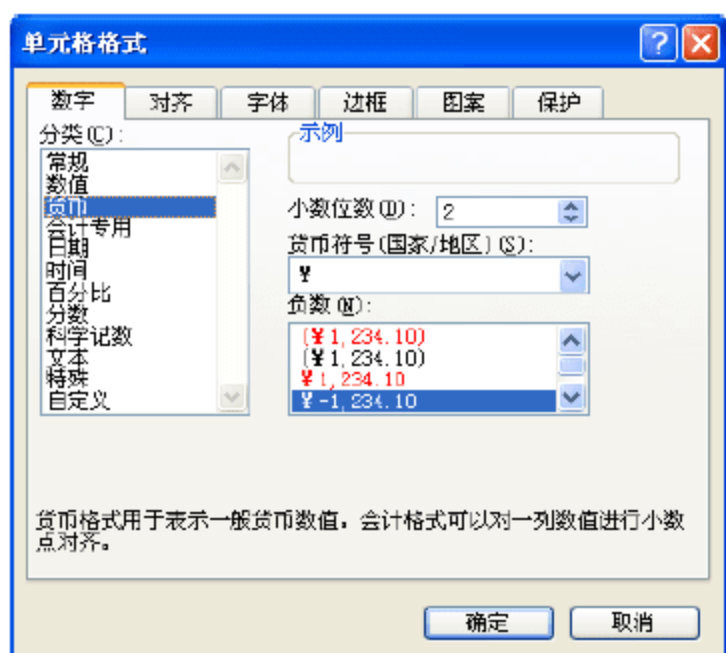 单元格格式
数字 对齐 字体 边框 图案 保护
分类(C):
常规
数值
货币
会计专用
日期
时间
百分比
分数
科学记数
文本
特殊
自定义
示例
小数位数(D): 2
货币符号(国家/地区)(S):
¥
负数(N):
(¥1,234.10)
(¥1,234.10)
¥1,234.10
¥-1,234.10
货币格式用于表示一般货币数值。会计格式可以对一列数值进行小数
点对齐。
确定 取消